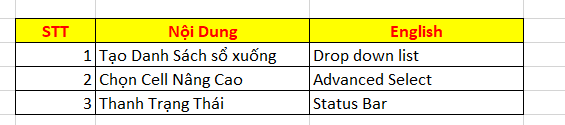 STT Nội Dung English
1 Tạo Danh Sách sổ xuống Drop down list
2 Chọn Cell Nâng Cao Advanced Select
3 Thanh Trạng Thái Status Bar